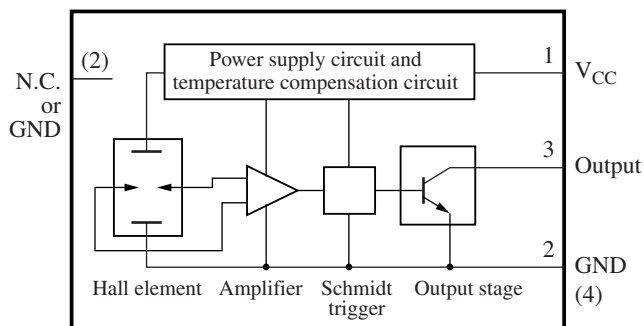 (2)
N.C.
or
GND
Power supply circuit and
temperature compensation circuit
1
VCC
3
Output
2
GND
(4)
Hall element
Amplifier
Schmidt
trigger
Output stage